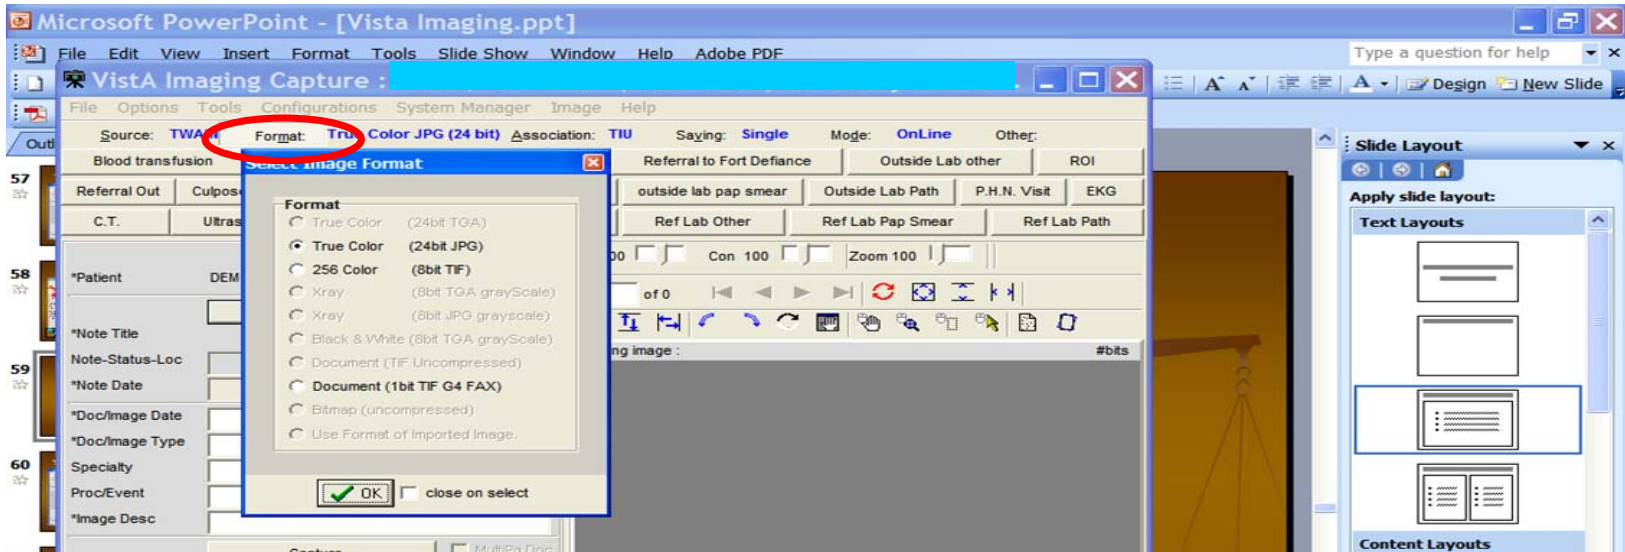 Microsoft PowerPoint - [Vista Imaging.ppt]
File Edit View Insert Format Tools Slide Show Window Help Adobe PDF
Type a question for help
VistA Imaging Capture :
Design New Slide
File Options Tools Configurations System Manager Image Help
Source: Format: True Color JPG (24 bit) Association: TIU Saving: Single Mode: OnLine Other:
Blood transfusion Referral to Fort Defiance Outside Lab other ROI
Referral Out outside lab pap smear Outside Lab Path P.H.N. Visit EKG
C.T. Ref Lab Other Ref Lab Pap Smear Ref Lab Path
Select Image Format
Format
True Color (24bit TGA)
True Color (24bit JPG)
256 Color (8bit TIF)
Xray (8bit TGA grayScale)
Xray (8bit JPG grayscale)
Black & White (8bit TGA grayScale)
Document (TIF Uncompressed)
Document (1bit TIF G4 FAX)
Bitmap (uncompressed)
Use Format of Imported Image.
OK close on select
Con 100 Zoom 100
of 0
image : #bits
*Patient DEM
*Note Title
Note-Status-Loc
*Note Date
*Doc/Image Date
*Doc/Image Type
Specialty
Proc/Event
*Image Desc
MultiPg Doc
57
58
59
60
Slide Layout
Apply slide layout:
Text Layouts
Content Layouts